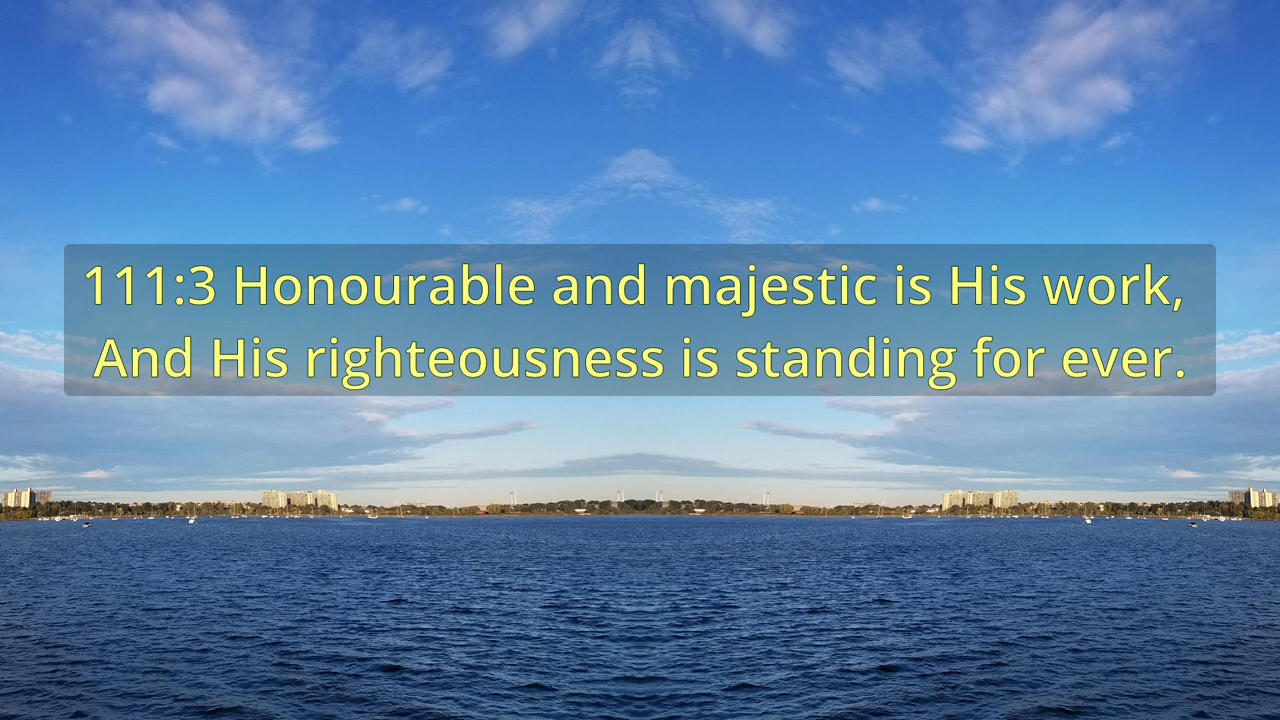 111:3 Honourable and majestic is His work,
And His righteousness is standing for ever.